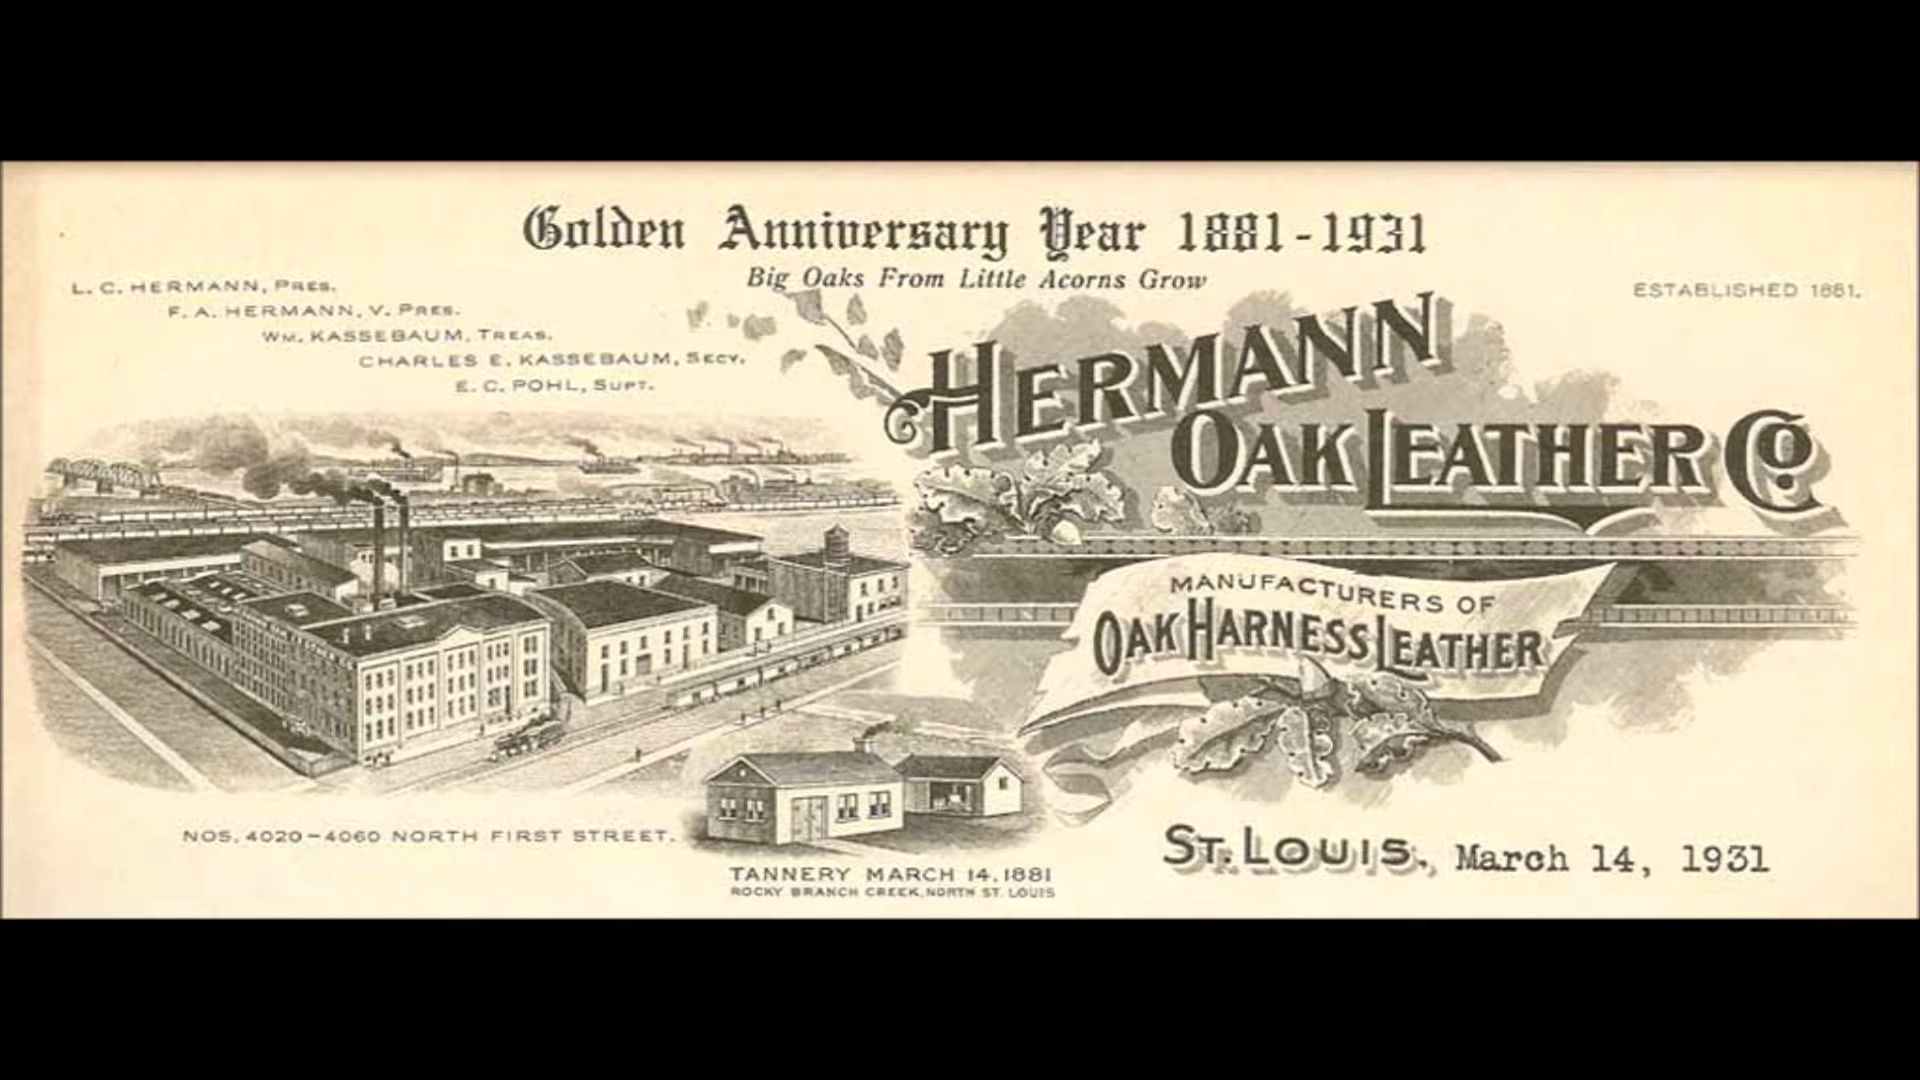 Golden Anniversary Year 1881-1931
Big Oaks From Little Acorns Grow
L. C. HERMANN, PRES.
F. A. HERMANN, V. PRES.
WM. KASSEBAUM, TREAS.
CHARLES E. KASSEBAUM, SECY.
E. C. POHL, SUPT.
ESTABLISHED 1881.
HERMANN
OAK LEATHER CO.
MANUFACTURERS OF
OAK HARNESS LEATHER
NOS. 4020-4060 NORTH FIRST STREET.
TANNERY MARCH 14, 1881
ROCKY BRANCH CREEK, NORTH ST. LOUIS
ST. LOUIS, March 14, 1931